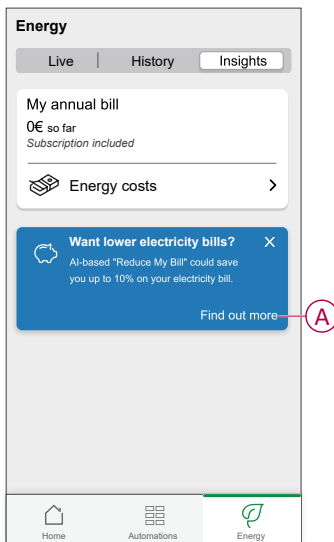 Energy
Live History Insights
My annual bill
0€ so far
Subscription included
Energy costs
Want lower electricity bills? X
AI-based "Reduce My Bill" could save
you up to 10% on your electricity bill.
Find out more
A
Home Automations Energy